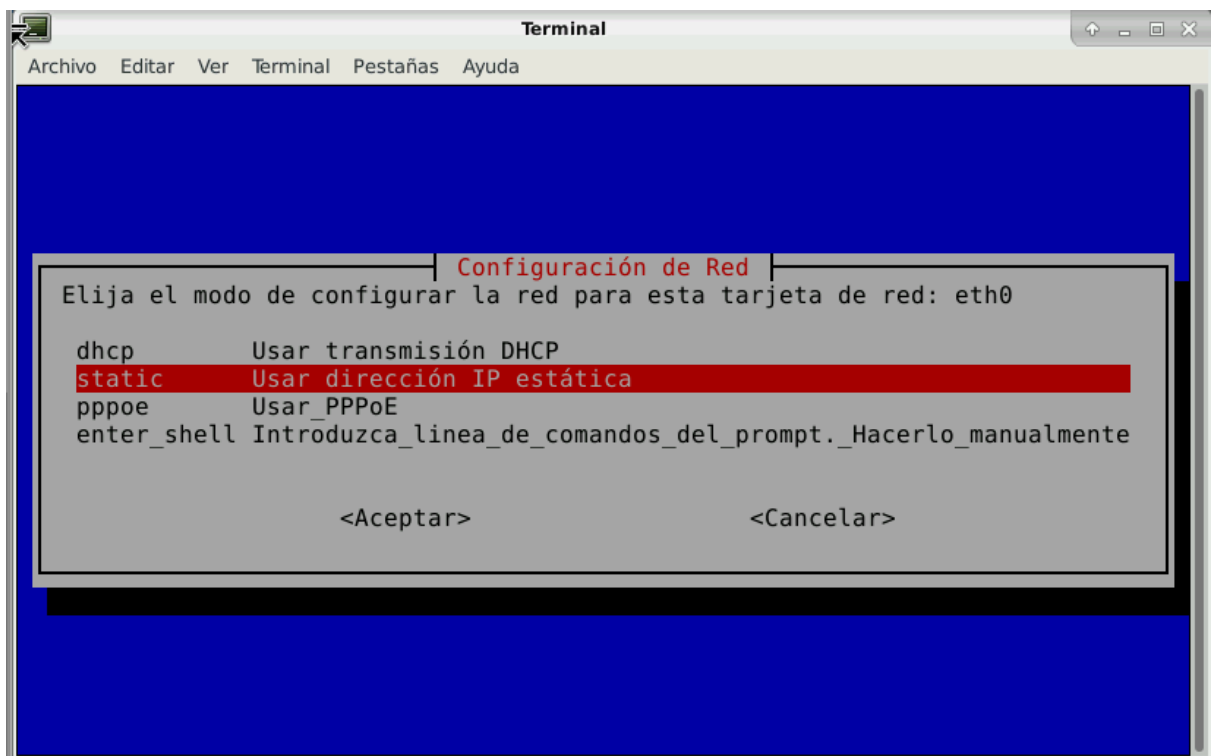 Terminal
Archivo Editar Ver Terminal Pestañas Ayuda
Configuración de Red
Elija el modo de configurar la red para esta tarjeta de red: eth0
dhcp Usar transmisión DHCP
static Usar dirección IP estática
pppoe Usar_PPPoE
enter_shell Introduzca_linea_de_comandos_del_prompt._Hacerlo_manualmente
<Aceptar> <Cancelar>